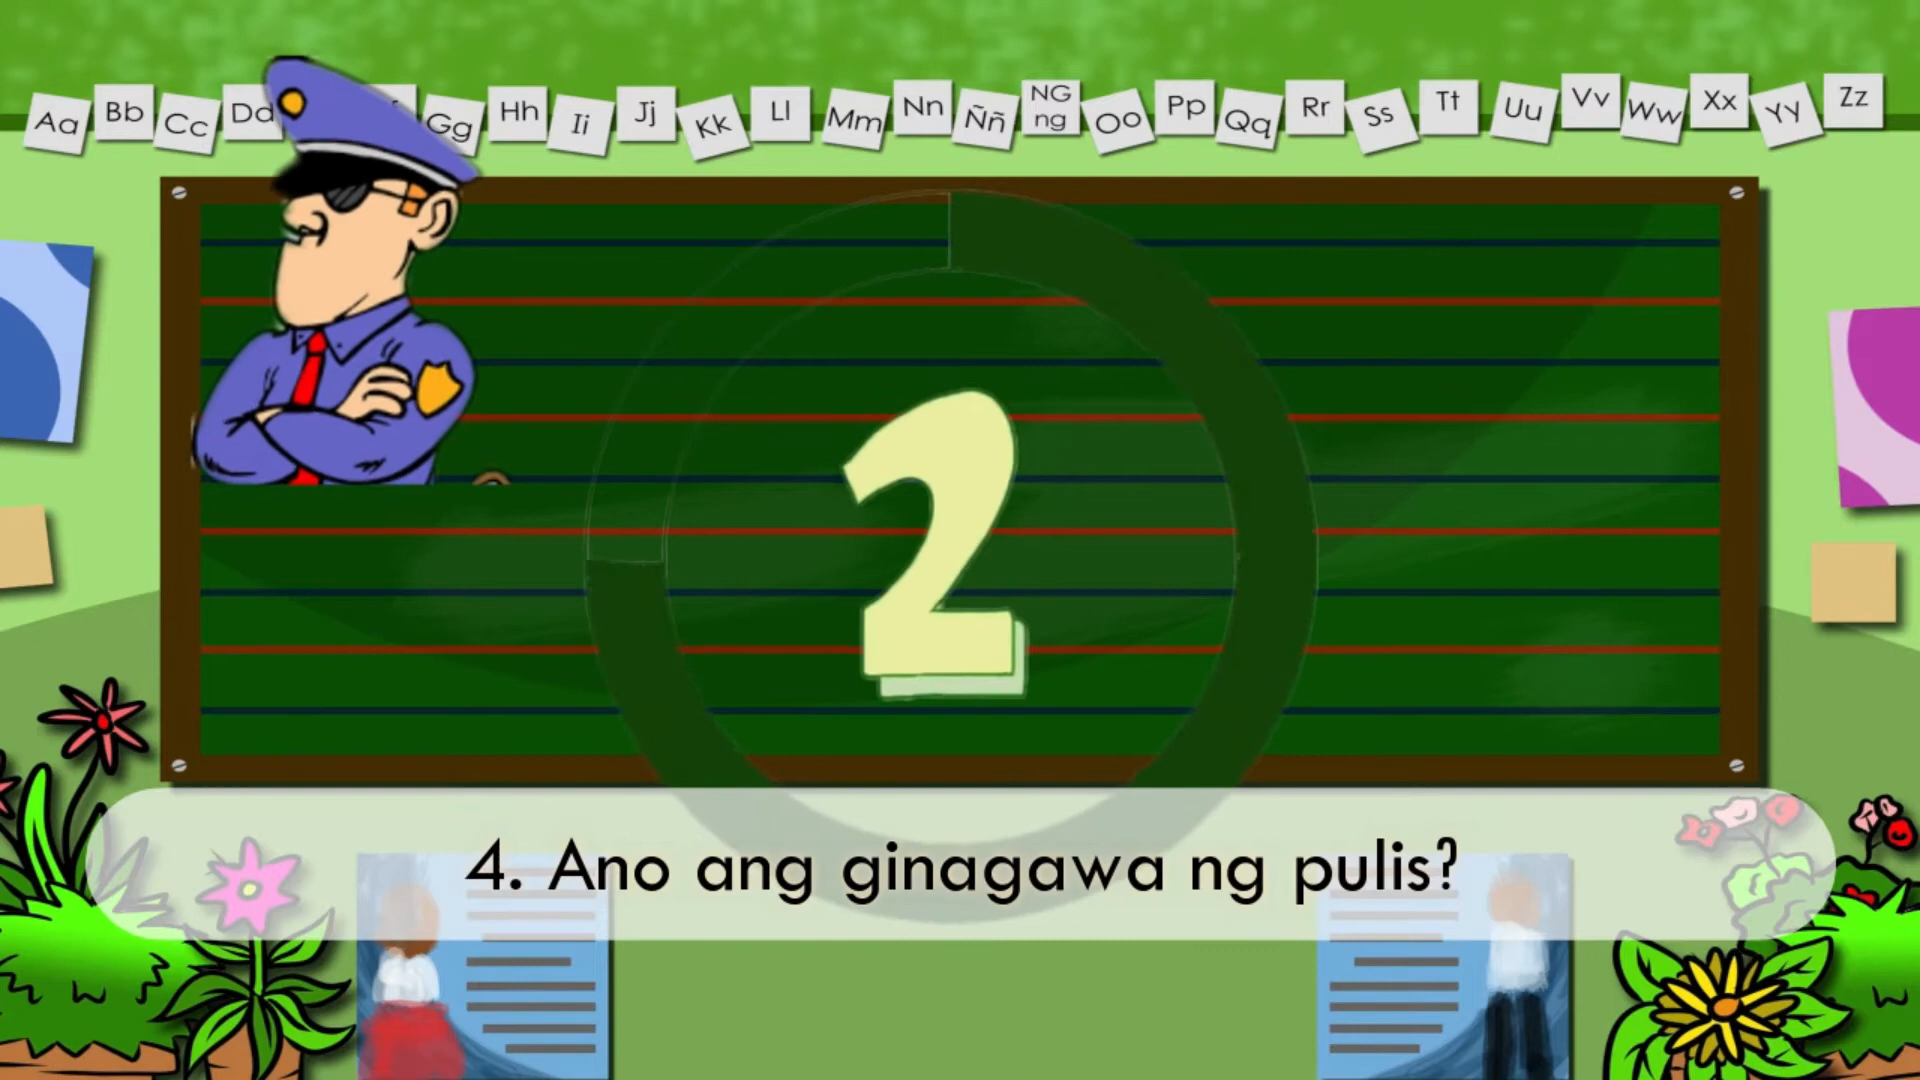 Aa Bb Cc Dd Gg Hh Ii Jj Kk Ll Mm Nn Ññ NG ng Oo Pp Qq Rr Ss Tt Uu Vv Ww Xx Yy Zz
2
4. Ano ang ginagawa ng pulis?